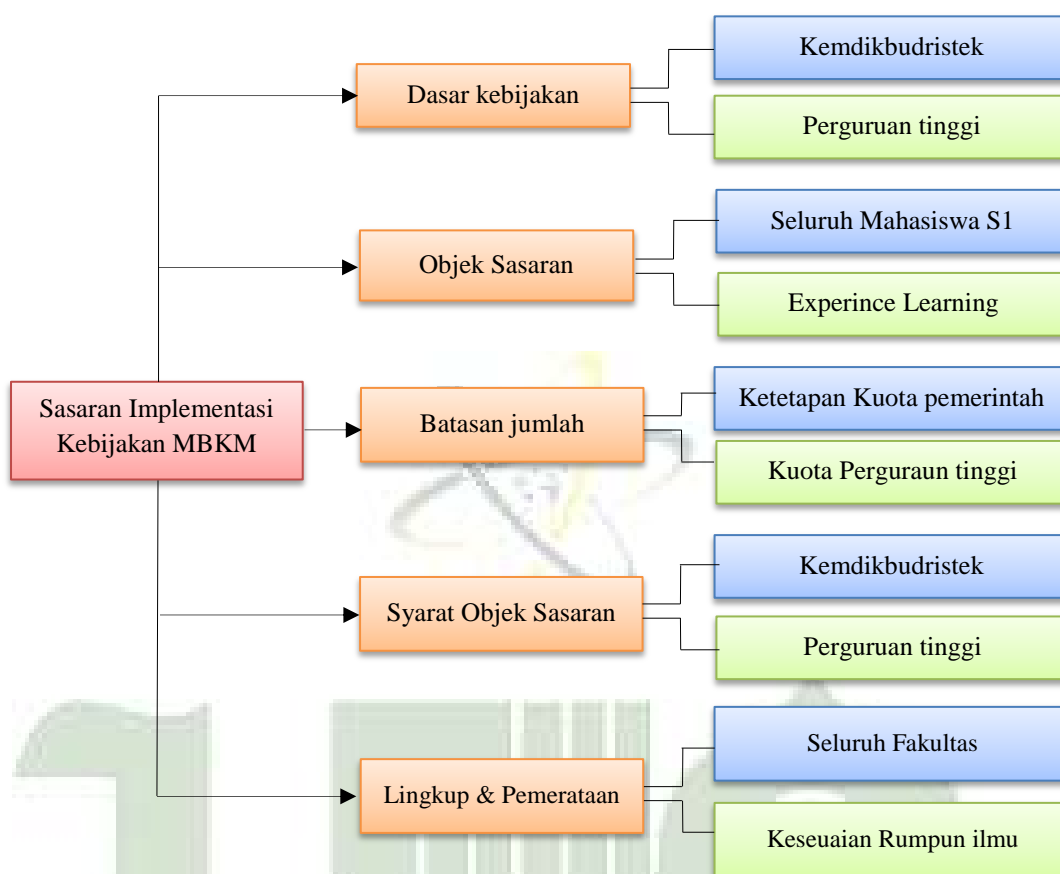 Sasaran Implementasi
Kebijakan MBKM
Dasar kebijakan
Kemdikbudristek
Perguruan tinggi
Objek Sasaran
Seluruh Mahasiswa S1
Experince Learning
Batasan jumlah
Ketetapan Kuota pemerintah
Kuota Perguraun tinggi
Syarat Objek Sasaran
Kemdikbudristek
Perguruan tinggi
Lingkup & Pemerataan
Seluruh Fakultas
Keseuaian Rumpun ilmu